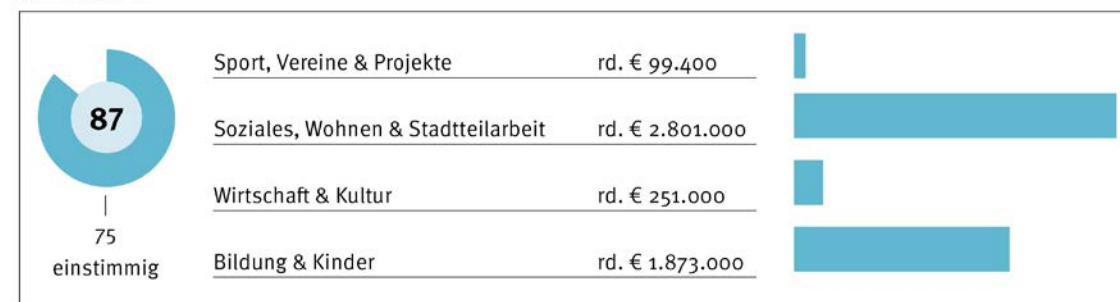 87
75
einstimmig
Sport, Vereine & Projekte rd. € 99.400
Soziales, Wohnen & Stadtteilarbeit rd. € 2.801.000
Wirtschaft & Kultur rd. € 251.000
Bildung & Kinder rd. € 1.873.000